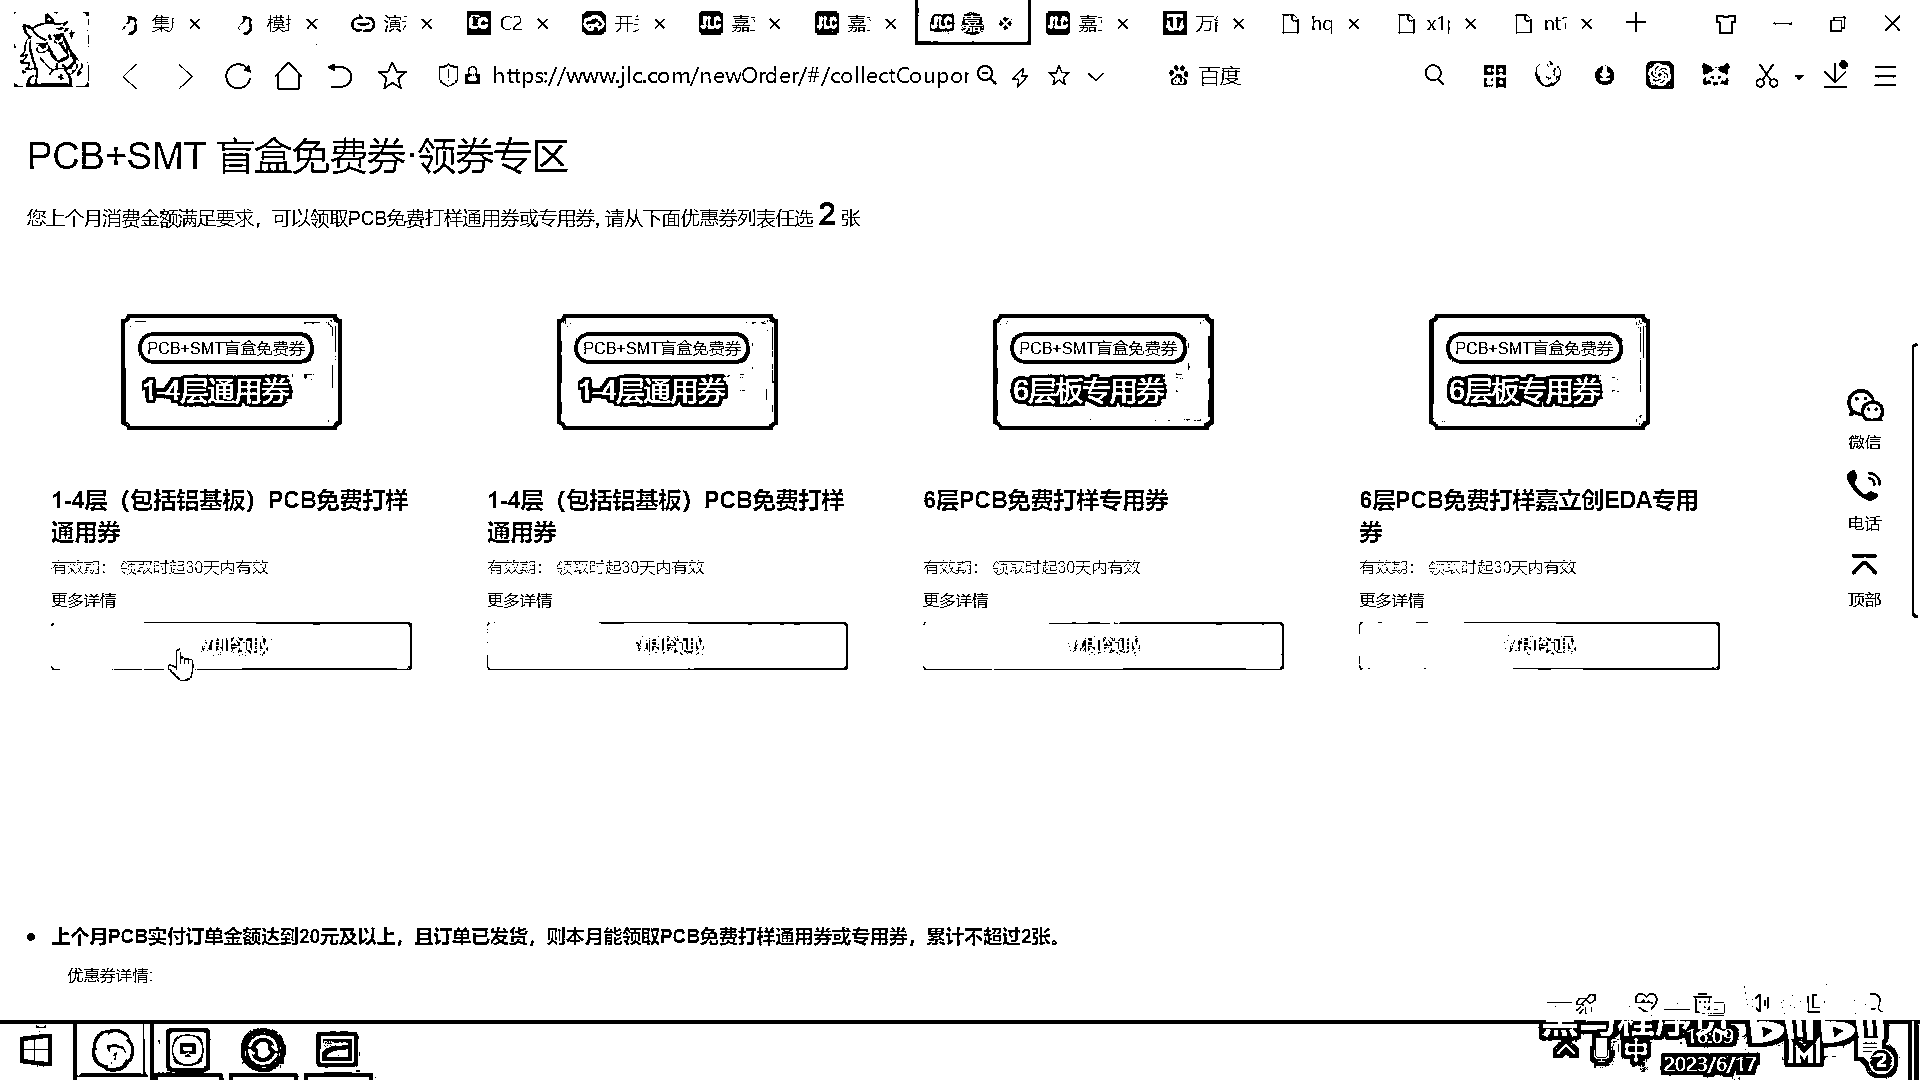 集
模
演
C2
开
嘉
嘉
嘉
嘉
万
hq
x1
nt
https://www.jlc.com/newOrder/#/collectCoupor
百度
PCB+SMT 盲盒免费券·领券专区
您上个月消费金额满足要求，可以领取PCB免费打样通用券或专用券, 请从下面优惠券列表任选 2 张
PCB+SMT盲盒免费券
1-4层通用券
PCB+SMT盲盒免费券
1-4层通用券
PCB+SMT盲盒免费券
6层板专用券
PCB+SMT盲盒免费券
6层板专用券
1-4层（包括铝基板）PCB免费打样
通用券
有效期： 领取时起30天内有效
更多详情
1-4层（包括铝基板）PCB免费打样
通用券
有效期： 领取时起30天内有效
更多详情
6层PCB免费打样专用券
有效期： 领取时起30天内有效
更多详情
6层PCB免费打样嘉立创EDA专用
券
有效期： 领取时起30天内有效
更多详情
微信
电话
顶部
上个月PCB实付订单金额达到20元及以上，且订单已发货，则本月能领取PCB免费打样通用券或专用券，累计不超过2张。
优惠券详情:
中
16:09
2023/6/17
2